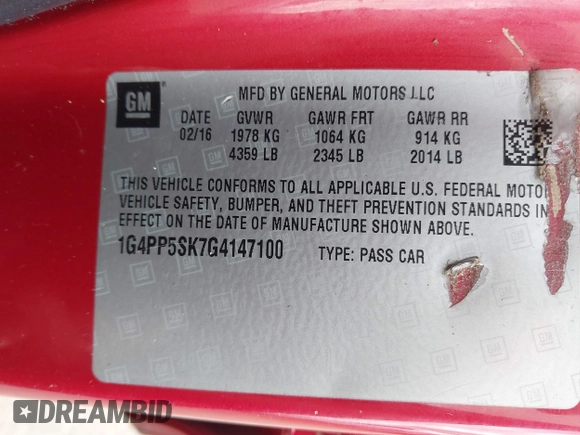 GM
MFD BY GENERAL MOTORS LLC
DATE GVWR GAWR FRT GAWR RR
02/16 1978 KG 1064 KG 914 KG
4359 LB 2345 LB 2014 LB
THIS VEHICLE CONFORMS TO ALL APPLICABLE U.S. FEDERAL MOTOR
VEHICLE SAFETY, BUMPER, AND THEFT PREVENTION STANDARDS IN
EFFECT ON THE DATE OF MANUFACTURE SHOWN ABOVE.
1G4PP5SK7G4147100 TYPE: PASS CAR
DREAMBID